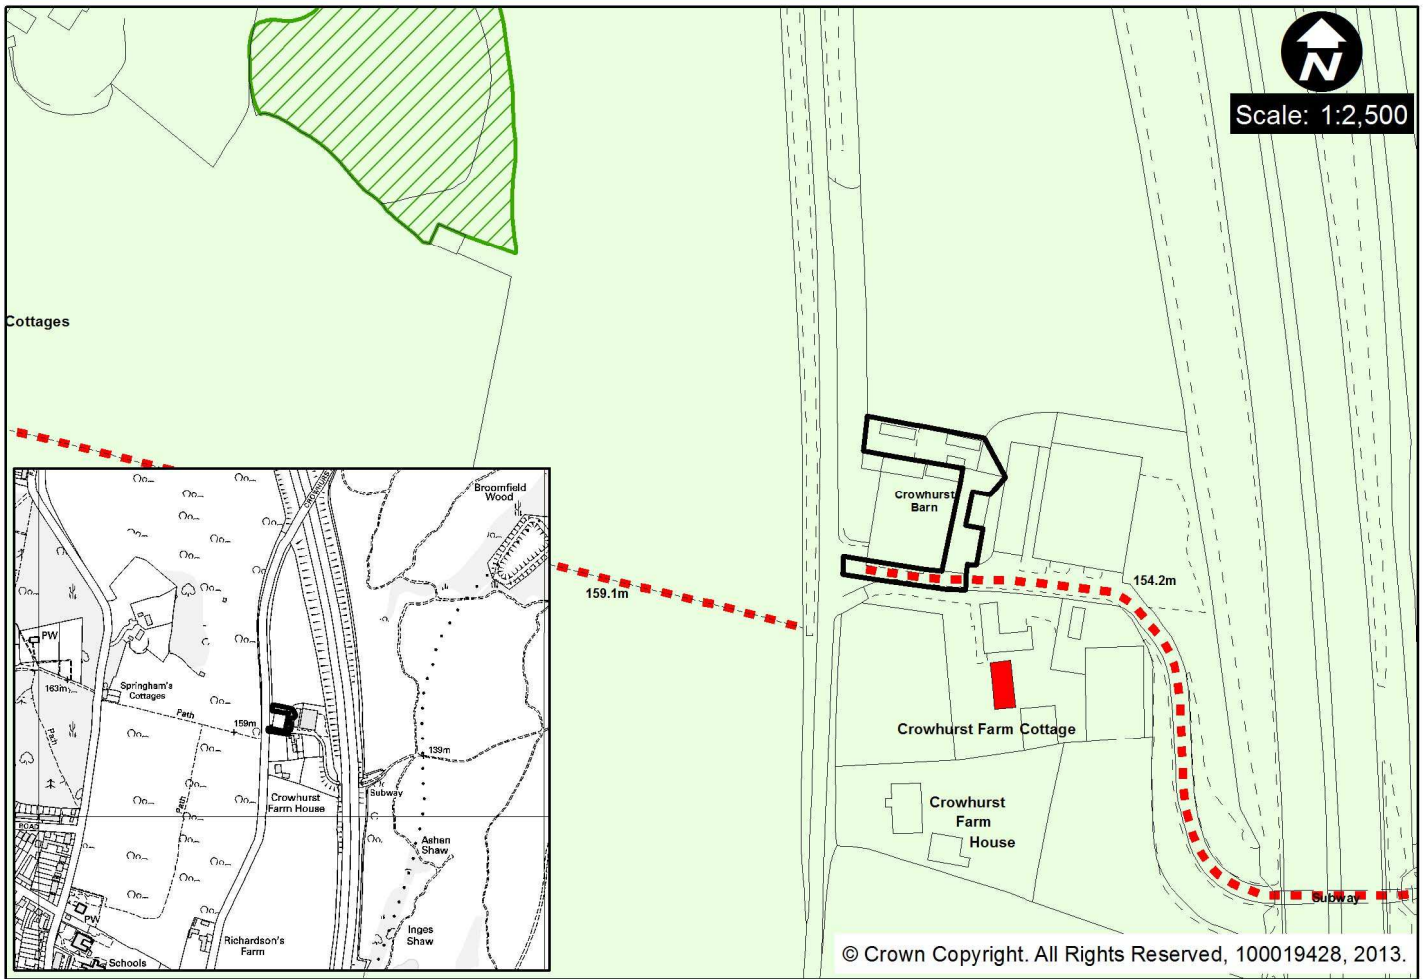 N
Scale: 1:2,500
Cottages
Crowhurst
Barn
159.1m
154.2m
Crowhurst Farm Cottage
Crowhurst
Farm
House
Subway
Broomfield
Wood
PW
163m
Springham's
Cottages
Path
159m
Path
Path
139m
Subway
Crowhurst
Farm House
ROAD
Ashen
Shaw
PW
Inges
Shaw
Richardson's
Farm
Schools
© Crown Copyright. All Rights Reserved, 100019428, 2013.